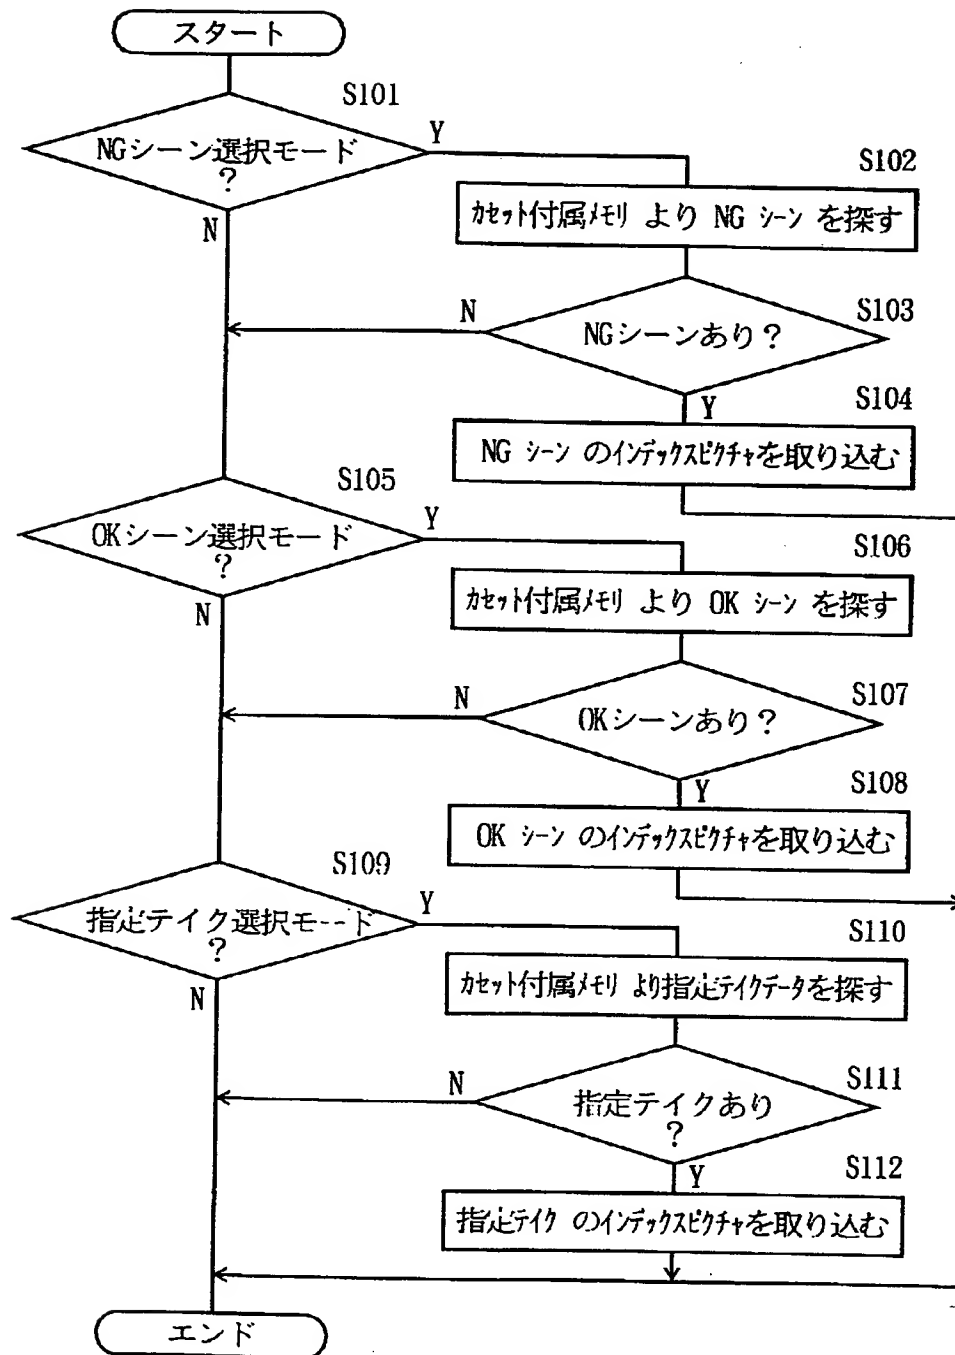 スタート
S101
NGシーン選択モード
?
Y
N
S102
カセット付属メモリ より NG シーン を探す
S103
NGシーンあり?
N
Y
S104
NG シーン のインデックスピクチャを取り込む
S105
OKシーン選択モード
?
Y
N
S106
カセット付属メモリ より OK シーン を探す
S107
OKシーンあり?
N
Y
S108
OK シーン のインデックスピクチャを取り込む
S109
指定テイク選択モード
?
Y
N
S110
カセット付属メモリ より指定テイクデータを探す
S111
指定テイクあり
?
N
Y
S112
指定テイク のインデックスピクチャを取り込む
エンド